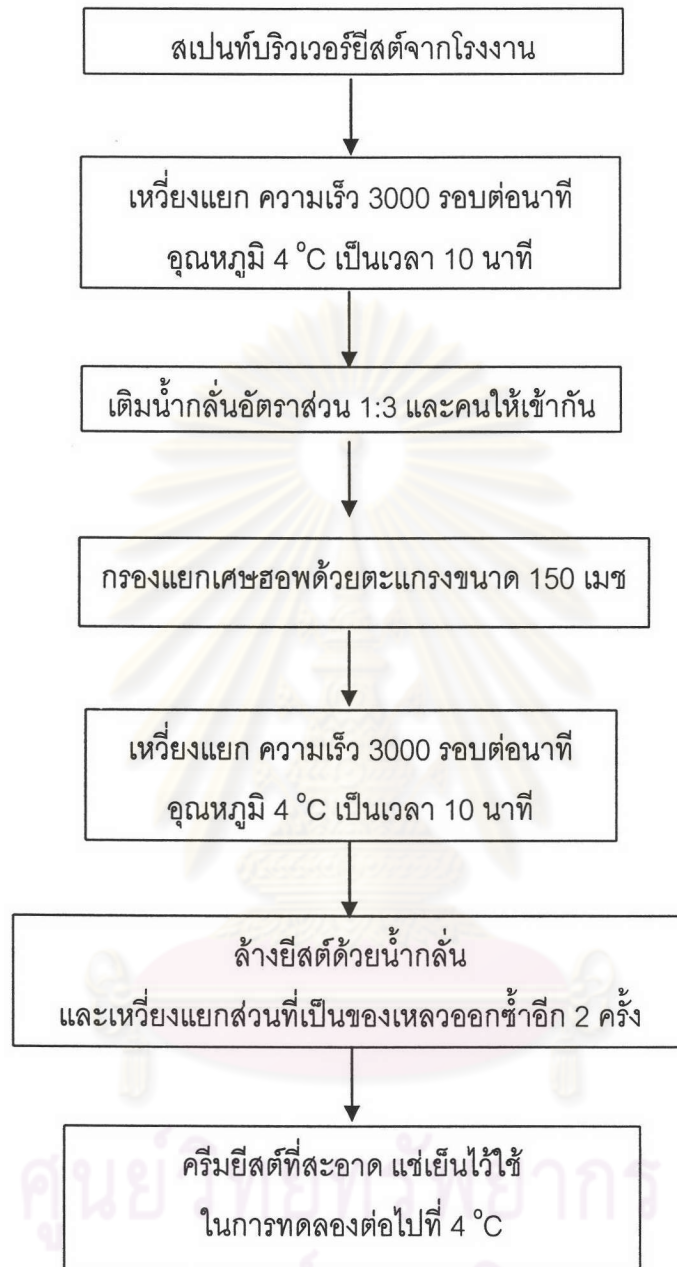 สเปนท์บริวเวอร์ยีสต์จากโรงงาน
เหวี่ยงแยก ความเร็ว 3000 รอบต่อนาที
อุณหภูมิ 4 °C เป็นเวลา 10 นาที
เติมน้ำกลั่นอัตราส่วน 1:3 และคนให้เข้ากัน
กรองแยกเศษฮอพด้วยตะแกรงขนาด 150 เมช
เหวี่ยงแยก ความเร็ว 3000 รอบต่อนาที
อุณหภูมิ 4 °C เป็นเวลา 10 นาที
ล้างยีสต์ด้วยน้ำกลั่น
และเหวี่ยงแยกส่วนที่เป็นของเหลวออกซ้ำอีก 2 ครั้ง
ครีมยีสต์ที่สะอาด แช่เย็นไว้ใช้
ในการทดลองต่อไปที่ 4 °C
ศูนย์วิทยทรัพยากร